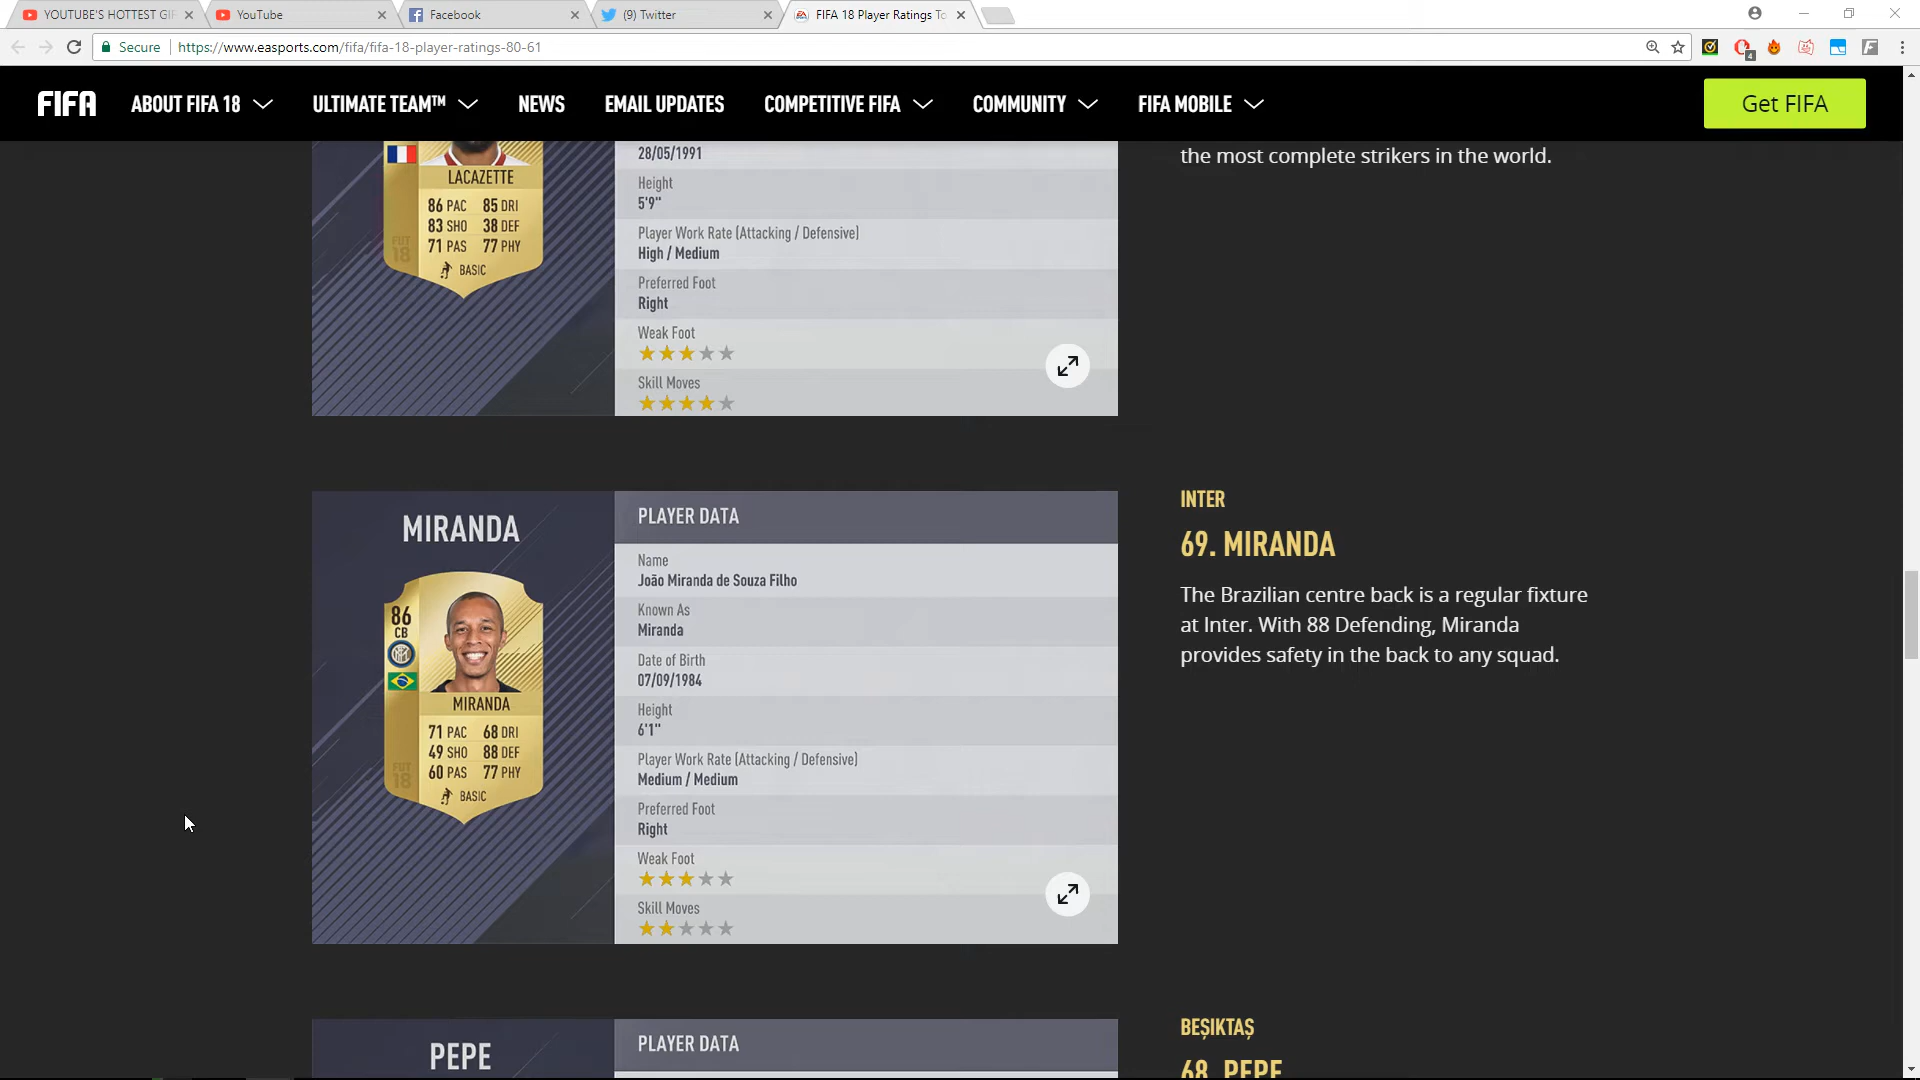 YOUTUBE'S HOTTEST GIF
YouTube
Facebook
(9) Twitter
FIFA 18 Player Ratings To
Secure
https://www.easports.com/fifa/fifa-18-player-ratings-80-61
4
FIFA
ABOUT FIFA 18
ULTIMATE TEAM™
NEWS
EMAIL UPDATES
COMPETITIVE FIFA
COMMUNITY
FIFA MOBILE
Get FIFA
LACAZETTE
86 PAC 85 DRI
83 SHO 38 DEF
71 PAS 77 PHY
FUT
18
BASIC
28/05/1991
Height
5'9"
Player Work Rate (Attacking / Defensive)
High / Medium
Preferred Foot
Right
Weak Foot
Skill Moves
the most complete strikers in the world.
MIRANDA
86
CB
MIRANDA
71 PAC 68 DRI
49 SHO 88 DEF
60 PAS 77 PHY
FUT
18
BASIC
PLAYER DATA
Name
João Miranda de Souza Filho
Known As
Miranda
Date of Birth
07/09/1984
Height
6'1"
Player Work Rate (Attacking / Defensive)
Medium / Medium
Preferred Foot
Right
Weak Foot
Skill Moves
INTER
69. MIRANDA
The Brazilian centre back is a regular fixture
at Inter. With 88 Defending, Miranda
provides safety in the back to any squad.
PEPE
PLAYER DATA
BEŞIKTAŞ
68. PEPE